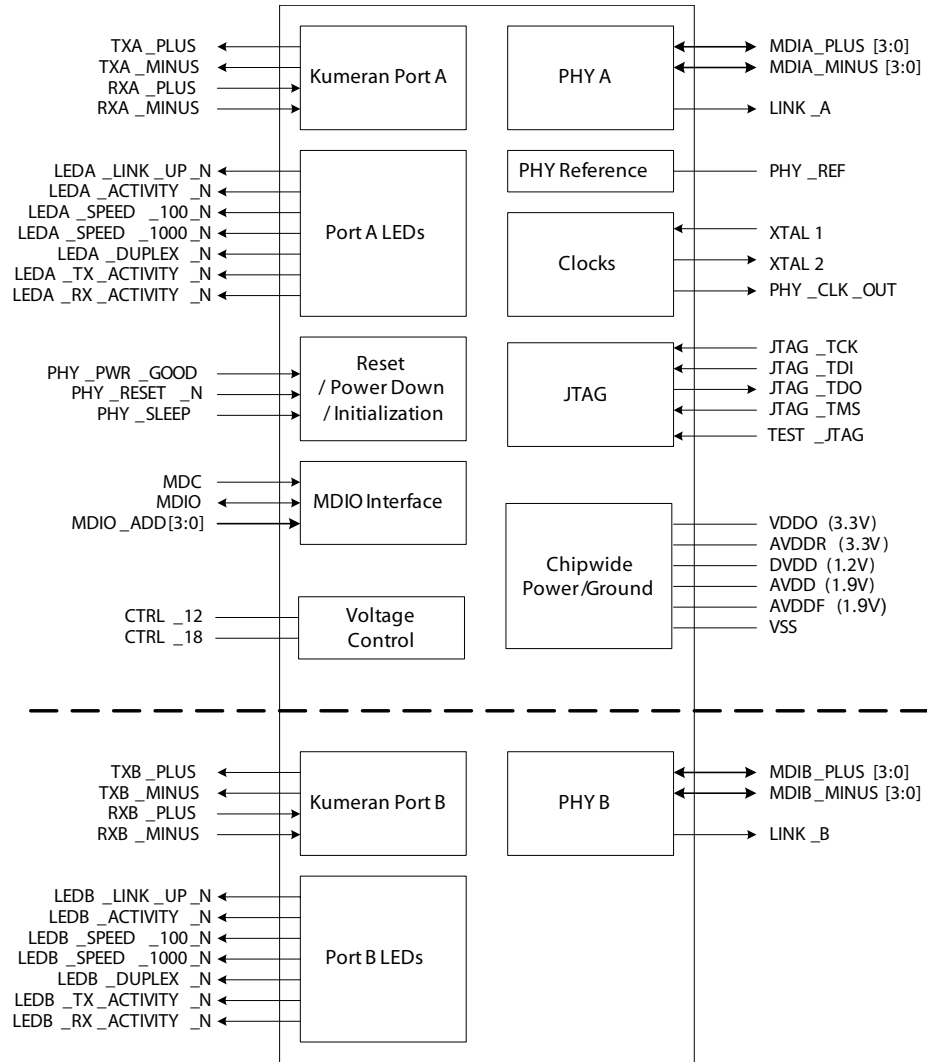 TXA _PLUS
TXA _MINUS
RXA _PLUS
RXA _MINUS
Kumeran Port A
PHY A
MDIA_PLUS [3:0]
MDIA_MINUS [3:0]
LINK _A
LEDA _LINK _UP _N
LEDA _ACTIVITY _N
LEDA _SPEED _100_N
LEDA _SPEED _1000_N
LEDA _DUPLEX _N
LEDA _TX _ACTIVITY _N
LEDA _RX _ACTIVITY _N
Port A LEDs
PHY Reference
PHY _REF
Clocks
XTAL 1
XTAL 2
PHY _CLK _OUT
PHY _PWR _GOOD
PHY _RESET _N
PHY _SLEEP
Reset
/ Power Down
/ Initialization
JTAG
JTAG _TCK
JTAG _TDI
JTAG _TDO
JTAG _TMS
TEST _JTAG
MDC
MDIO
MDIO _ADD[3:0]
MDIO Interface
Chipwide
Power/Ground
VDDO (3.3V)
AVDDR (3.3V)
DVDD (1.2V)
AVDD (1.9V)
AVDDF (1.9V)
VSS
CTRL _12
CTRL _18
Voltage
Control
TXB _PLUS
TXB _MINUS
RXB _PLUS
RXB _MINUS
Kumeran Port B
PHY B
MDIB_PLUS [3:0]
MDIB_MINUS [3:0]
LINK _B
LEDB _LINK _UP _N
LEDB _ACTIVITY _N
LEDB _SPEED _100_N
LEDB _SPEED _1000_N
LEDB _DUPLEX _N
LEDB _TX _ACTIVITY _N
LEDB _RX _ACTIVITY _N
Port B LEDs